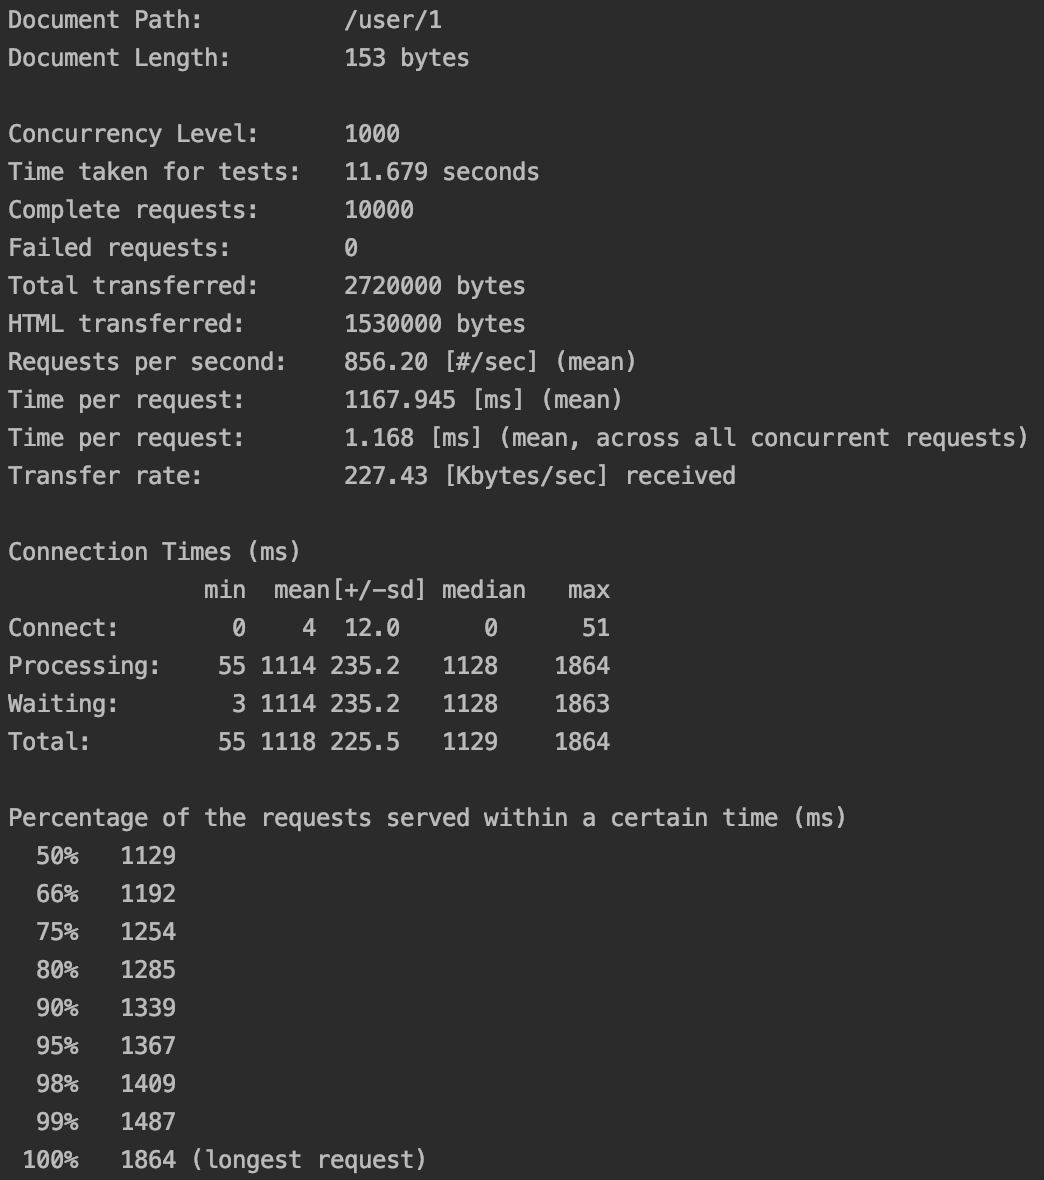 Document Path:          /user/1
Document Length:        153 bytes

Concurrency Level:      1000
Time taken for tests:   11.679 seconds
Complete requests:      10000
Failed requests:        0
Total transferred:      2720000 bytes
HTML transferred:       1530000 bytes
Requests per second:    856.20 [#/sec] (mean)
Time per request:       1167.945 [ms] (mean)
Time per request:       1.168 [ms] (mean, across all concurrent requests)
Transfer rate:          227.43 [Kbytes/sec] received

Connection Times (ms)
              min  mean[+/-sd] median   max
Connect:        0    4  12.0      0      51
Processing:    55 1114 235.2   1128    1864
Waiting:        3 1114 235.2   1128    1863
Total:         55 1118 225.5   1129    1864

Percentage of the requests served within a certain time (ms)
  50%   1129
  66%   1192
  75%   1254
  80%   1285
  90%   1339
  95%   1367
  98%   1409
  99%   1487
 100%   1864 (longest request)